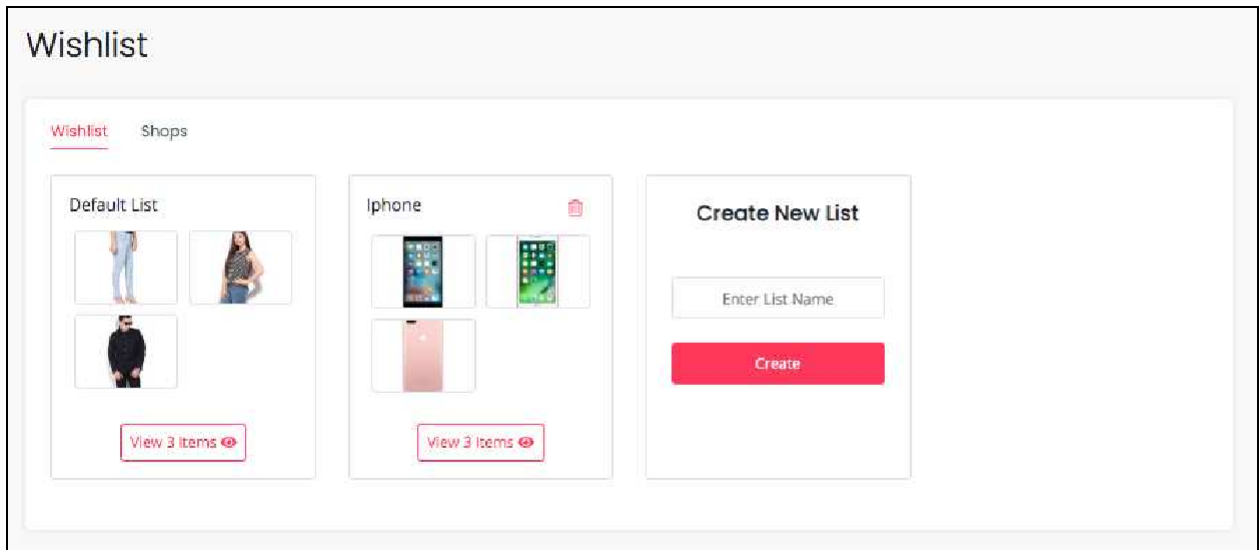 Wishlist
Wishlist Shops
Default List
View 3 Items
Iphone
View 3 Items
Create New List
Enter List Name
Create